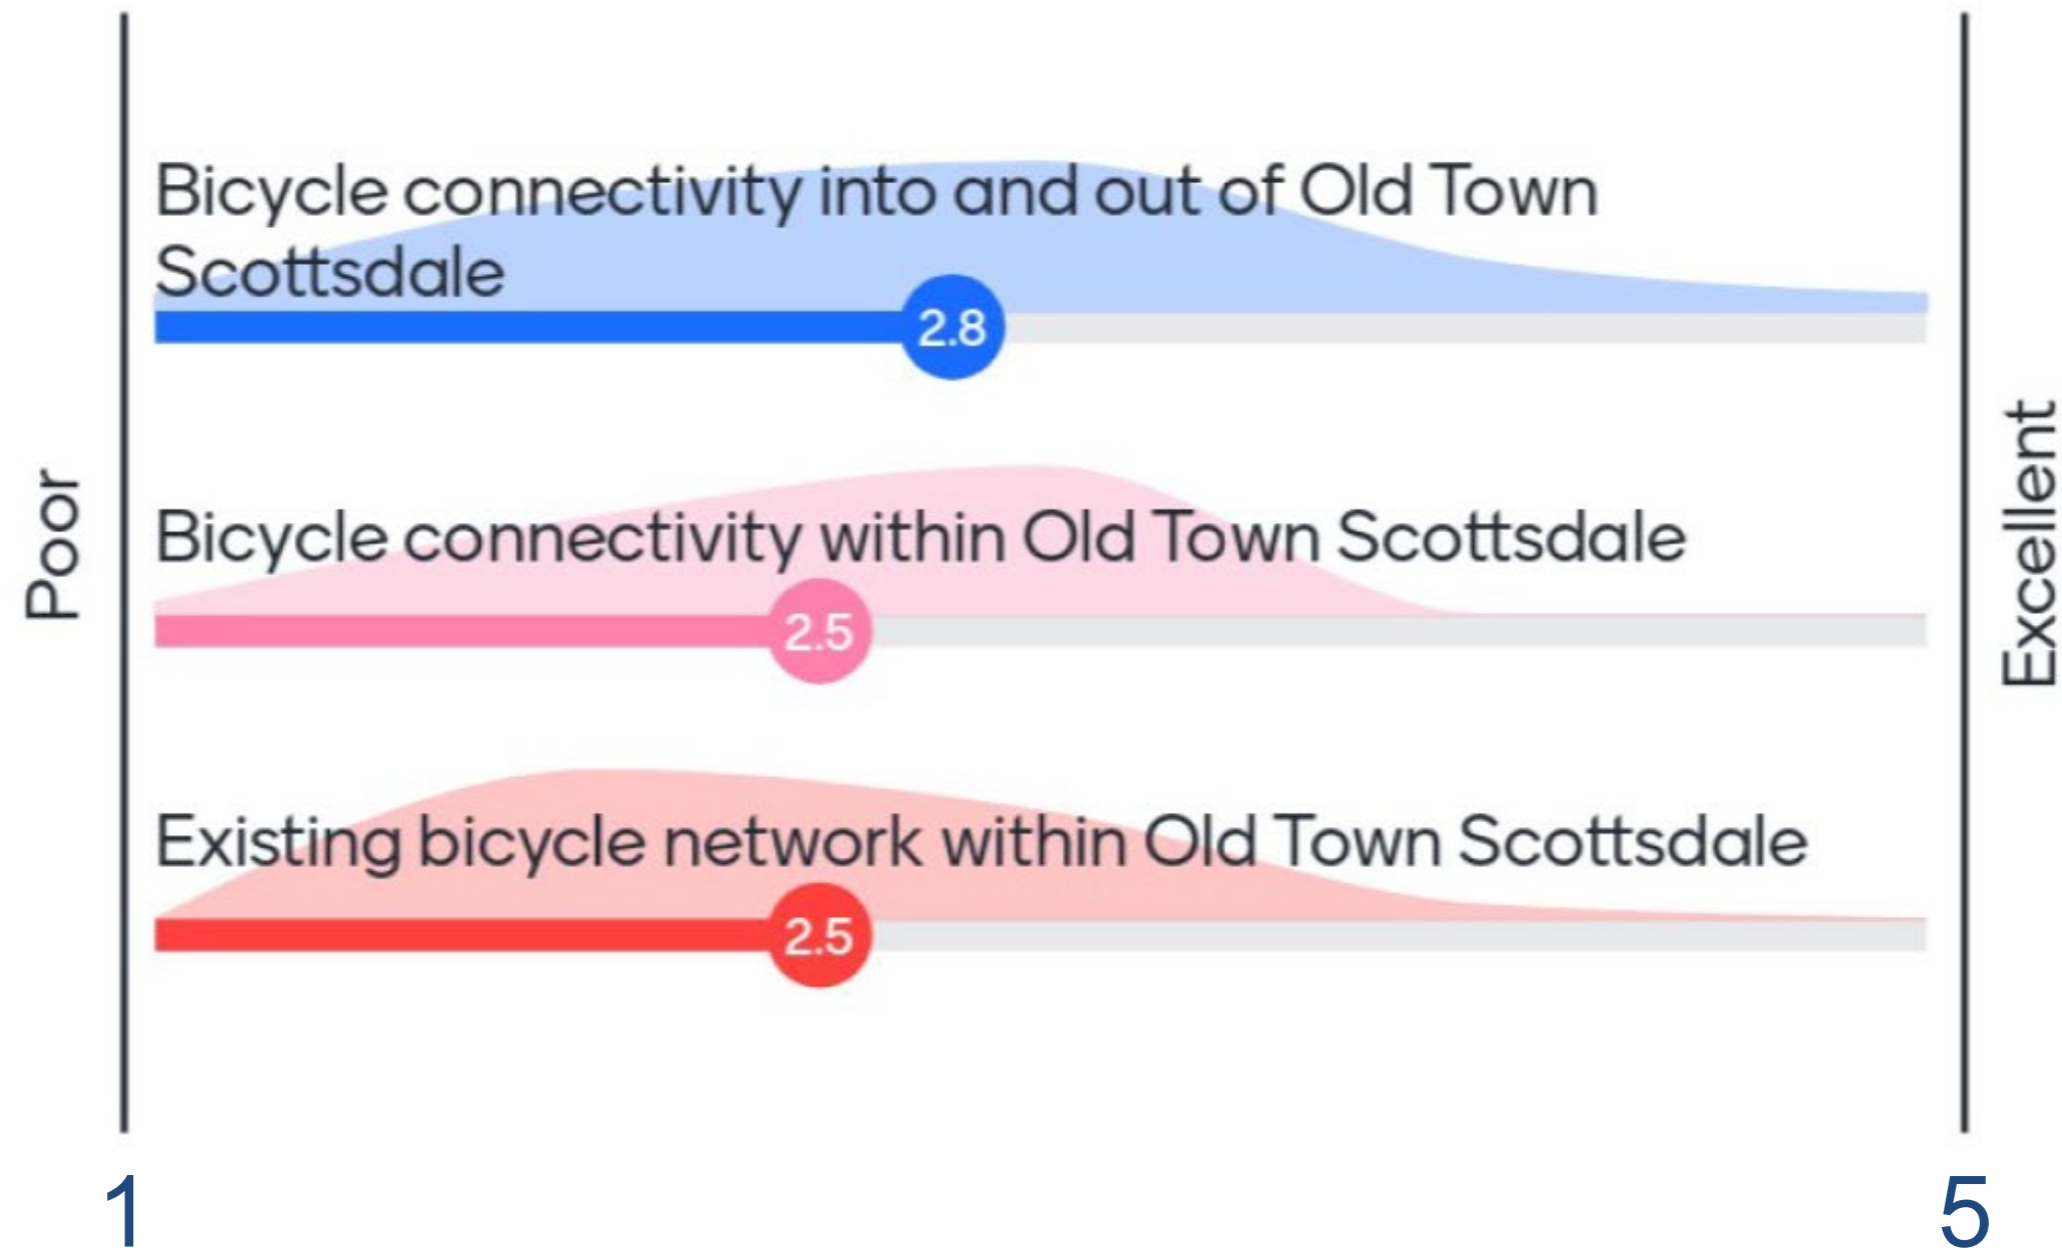 Bicycle connectivity into and out of Old Town
Scottsdale
2.8
Poor
Bicycle connectivity within Old Town Scottsdale
2.5
Excellent
Existing bicycle network within Old Town Scottsdale
2.5
1
5